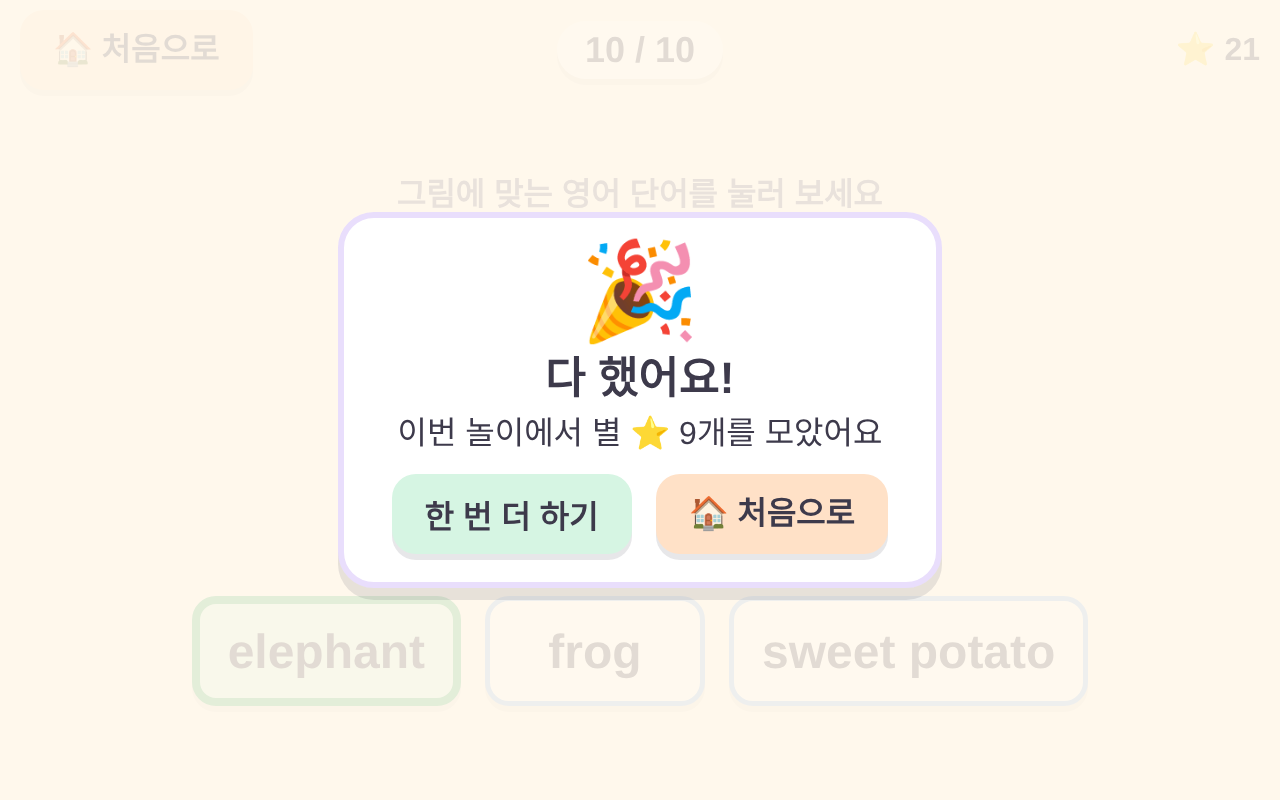 🏠 처음으로
10 / 10
⭐ 21
그림에 맞는 영어 단어를 눌러 보세요
다 했어요!
이번 놀이에서 별 ⭐ 9개를 모았어요
한 번 더 하기
🏠 처음으로
elephant
frog
sweet potato